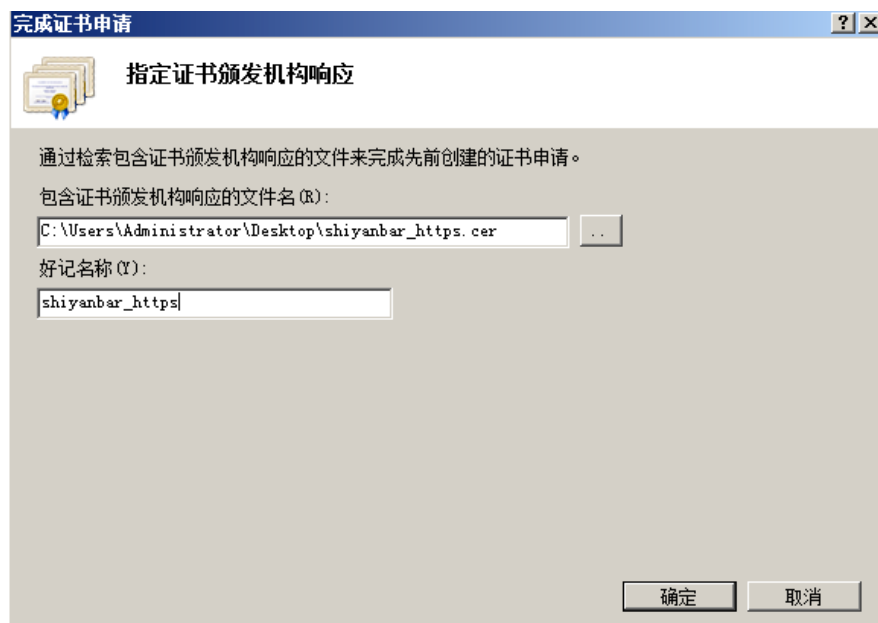 完成证书申请
指定证书颁发机构响应
通过检索包含证书颁发机构响应的文件来完成先前创建的证书申请。
包含证书颁发机构响应的文件名(R):
C:\Users\Administrator\Desktop\shiyanbar_https.cer
..
好记名称(Y):
shiyanbar_https
确定 取消